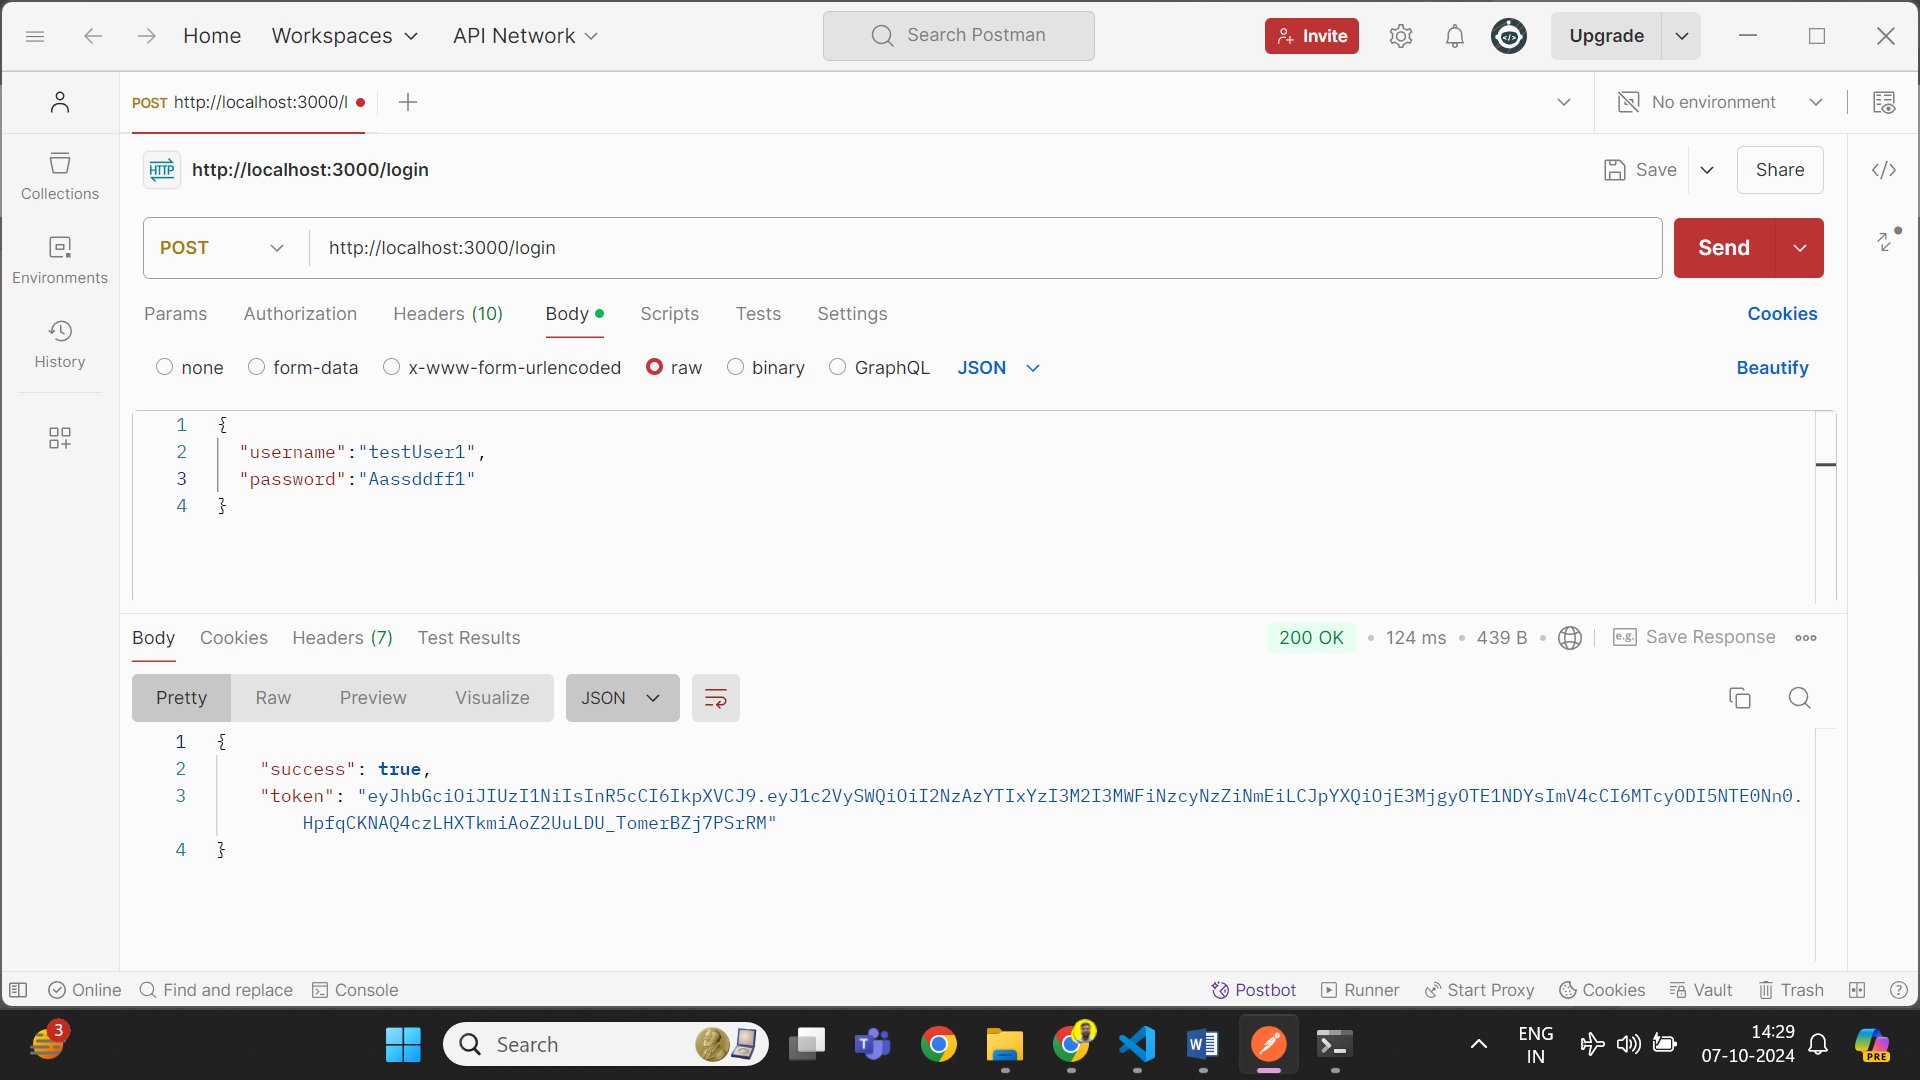 Home Workspaces API Network Search Postman Invite Upgrade
POST http://localhost:3000/l No environment
HTTP http://localhost:3000/login Save Share
Collections
POST http://localhost:3000/login Send
Environments
Params Authorization Headers (10) Body Scripts Tests Settings Cookies
History
none form-data x-www-form-urlencoded raw binary GraphQL JSON Beautify
1 {
2 "username":"testUser1",
3 "password":"Aassddff1"
4 }
Body Cookies Headers (7) Test Results 200 OK • 124 ms • 439 B • e.g. Save Response
Pretty Raw Preview Visualize JSON
1 {
2 "success": true,
3 "token": "eyJhbGciOiJIUzI1NiIsInR5cCI6IkpXVCJ9.eyJ1c2VySWQiOiI2NzAzYTIxYzI3M2I3MWFiNzcyNzZiNmEiLCJpYXQiOjE3MjgyOTE1NDYsImV4cCI6MTcyODI5NTE0Nn0.
HpfqCKNAQ4czLHXTkmiAoZ2UuLDU_TomerBZj7PSrRM"
4 }
Online Find and replace Console Postbot Runner Start Proxy Cookies Vault Trash
3 Search ENG 14:29
IN 07-10-2024 PRE